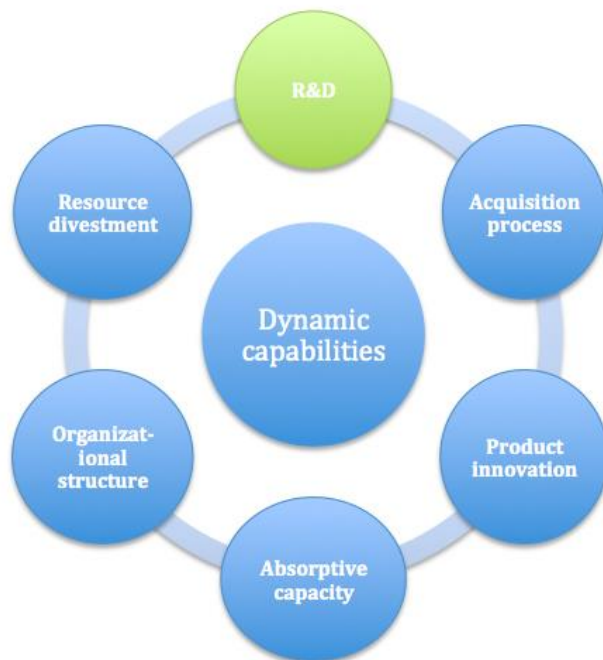 R&D
Resource
divestment
Acquisition
process
Dynamic
capabilities
Organizat-
ional
structure
Product
innovation
Absorptive
capacity